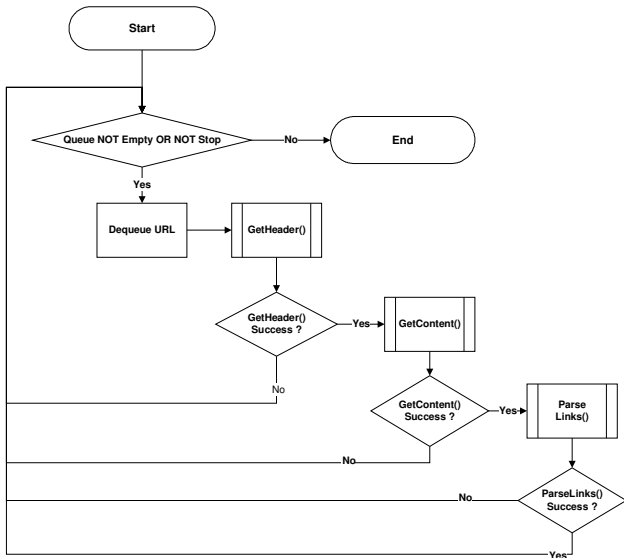 Start
Queue NOT Empty OR NOT Stop
No
End
Yes
Dequeue URL
GetHeader()
GetHeader()
Success ?
Yes
GetContent()
No
GetContent()
Success ?
Yes
Parse
Links()
No
ParseLinks()
Success ?
No
Yes